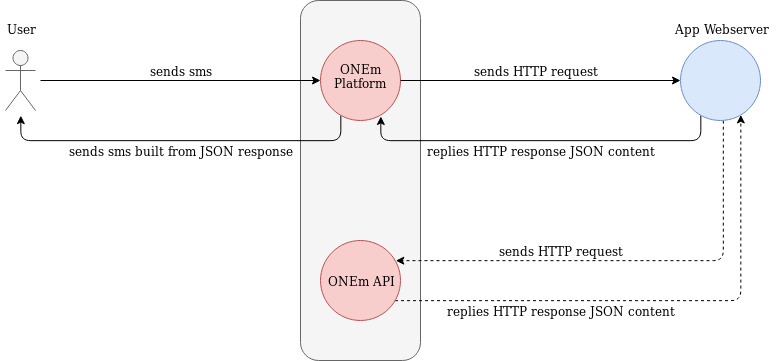 User
App Webserver
sends sms
ONEm
Platform
sends HTTP request
sends sms built from JSON response
replies HTTP response JSON content
sends HTTP request
ONEm API
replies HTTP response JSON content